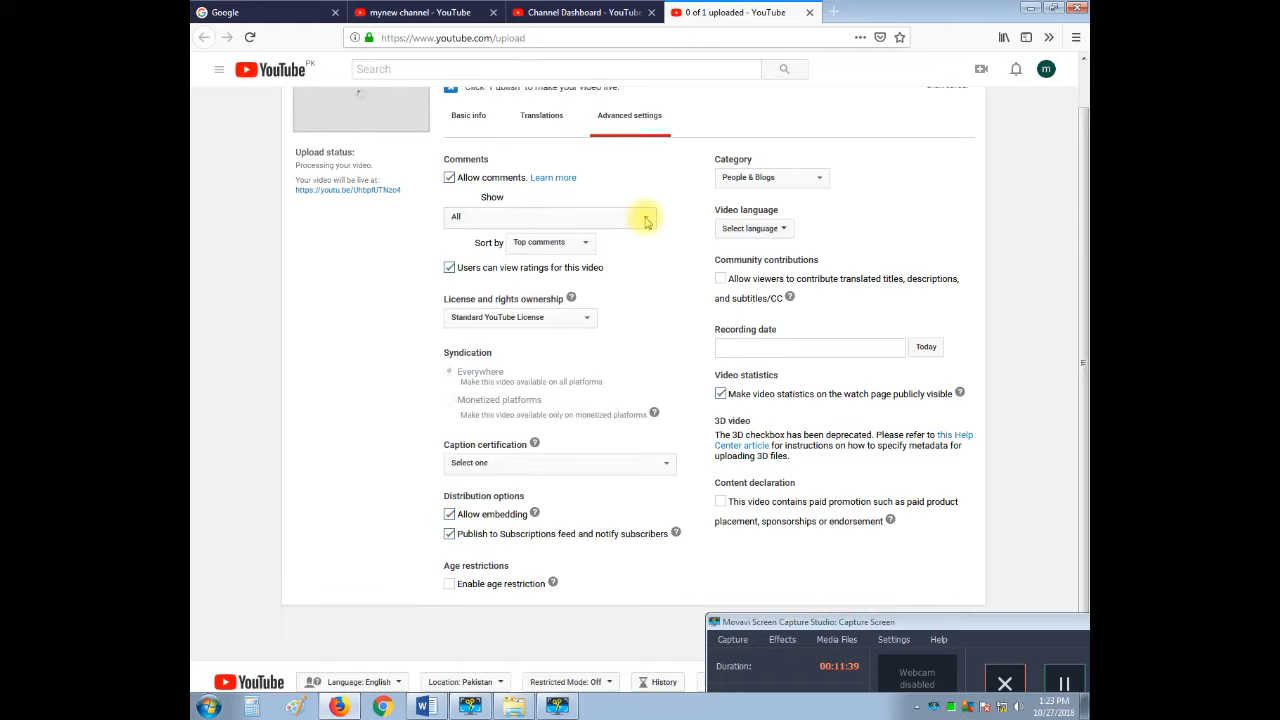 Google
mynew channel - YouTube
Channel Dashboard - YouTube
0 of 1 uploaded - YouTube
https://www.youtube.com/upload
YouTube PK
Search
m
Click 'Publish' to make your video live.
Basic info
Translations
Advanced settings
Upload status:
Processing your video.
Your video will be live at:
https://youtu.be/UhbpIUTNzo4
Comments
Allow comments. Learn more
Show
All
Sort by Top comments
Users can view ratings for this video
License and rights ownership ?
Standard YouTube License
Syndication
Everywhere
Make this video available on all platforms
Monetized platforms
Make this video available only on monetized platforms ?
Caption certification ?
Select one
Distribution options
Allow embedding ?
Publish to Subscriptions feed and notify subscribers ?
Age restrictions
Enable age restriction ?
Category
People & Blogs
Video language
Select language
Community contributions
Allow viewers to contribute translated titles, descriptions,
and subtitles/CC ?
Recording date
Today
Video statistics
Make video statistics on the watch page publicly visible ?
3D video
The 3D checkbox has been deprecated. Please refer to this Help
Center article for instructions on how to specify metadata for
uploading 3D files.
Content declaration
This video contains paid promotion such as paid product
placement, sponsorships or endorsement ?
Movavi Screen Capture Studio: Capture Screen
Capture
Effects
Media Files
Settings
Help
Duration:
00:11:39
Webcam
disabled
YouTube
Language: English
Location: Pakistan
Restricted Mode: Off
History
1:23 PM
10/27/2018